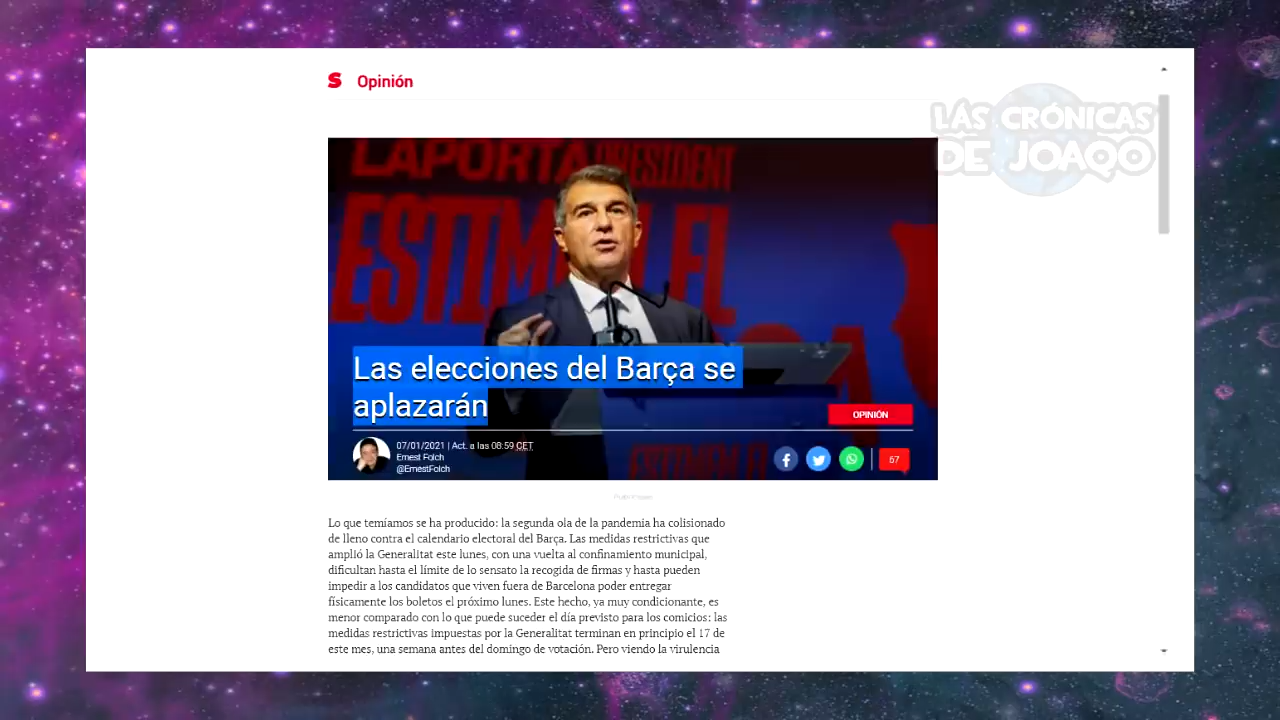 S Opinión
LAS CRÓNICAS
DE JOAQO
LAPORTA PRESIDENT
Las elecciones del Barça se
aplazarán
OPINIÓN
07/01/2021 | Act. a las 08:59 CET
Ernest Folch
@ErnestFolch
67
Lo que temíamos se ha producido: la segunda ola de la pandemia ha colisionado
de lleno contra el calendario electoral del Barça. Las medidas restrictivas que
amplió la Generalitat este lunes, con una vuelta al confinamiento municipal,
dificultan hasta el límite de lo sensato la recogida de firmas y hasta pueden
impedir a los candidatos que viven fuera de Barcelona poder entregar
físicamente los boletos el próximo lunes. Este hecho, ya muy condicionante, es
menor comparado con lo que puede suceder el día previsto para los comicios: las
medidas restrictivas impuestas por la Generalitat terminan en principio el 17 de
este mes, una semana antes del domingo de votación. Pero viendo la virulencia